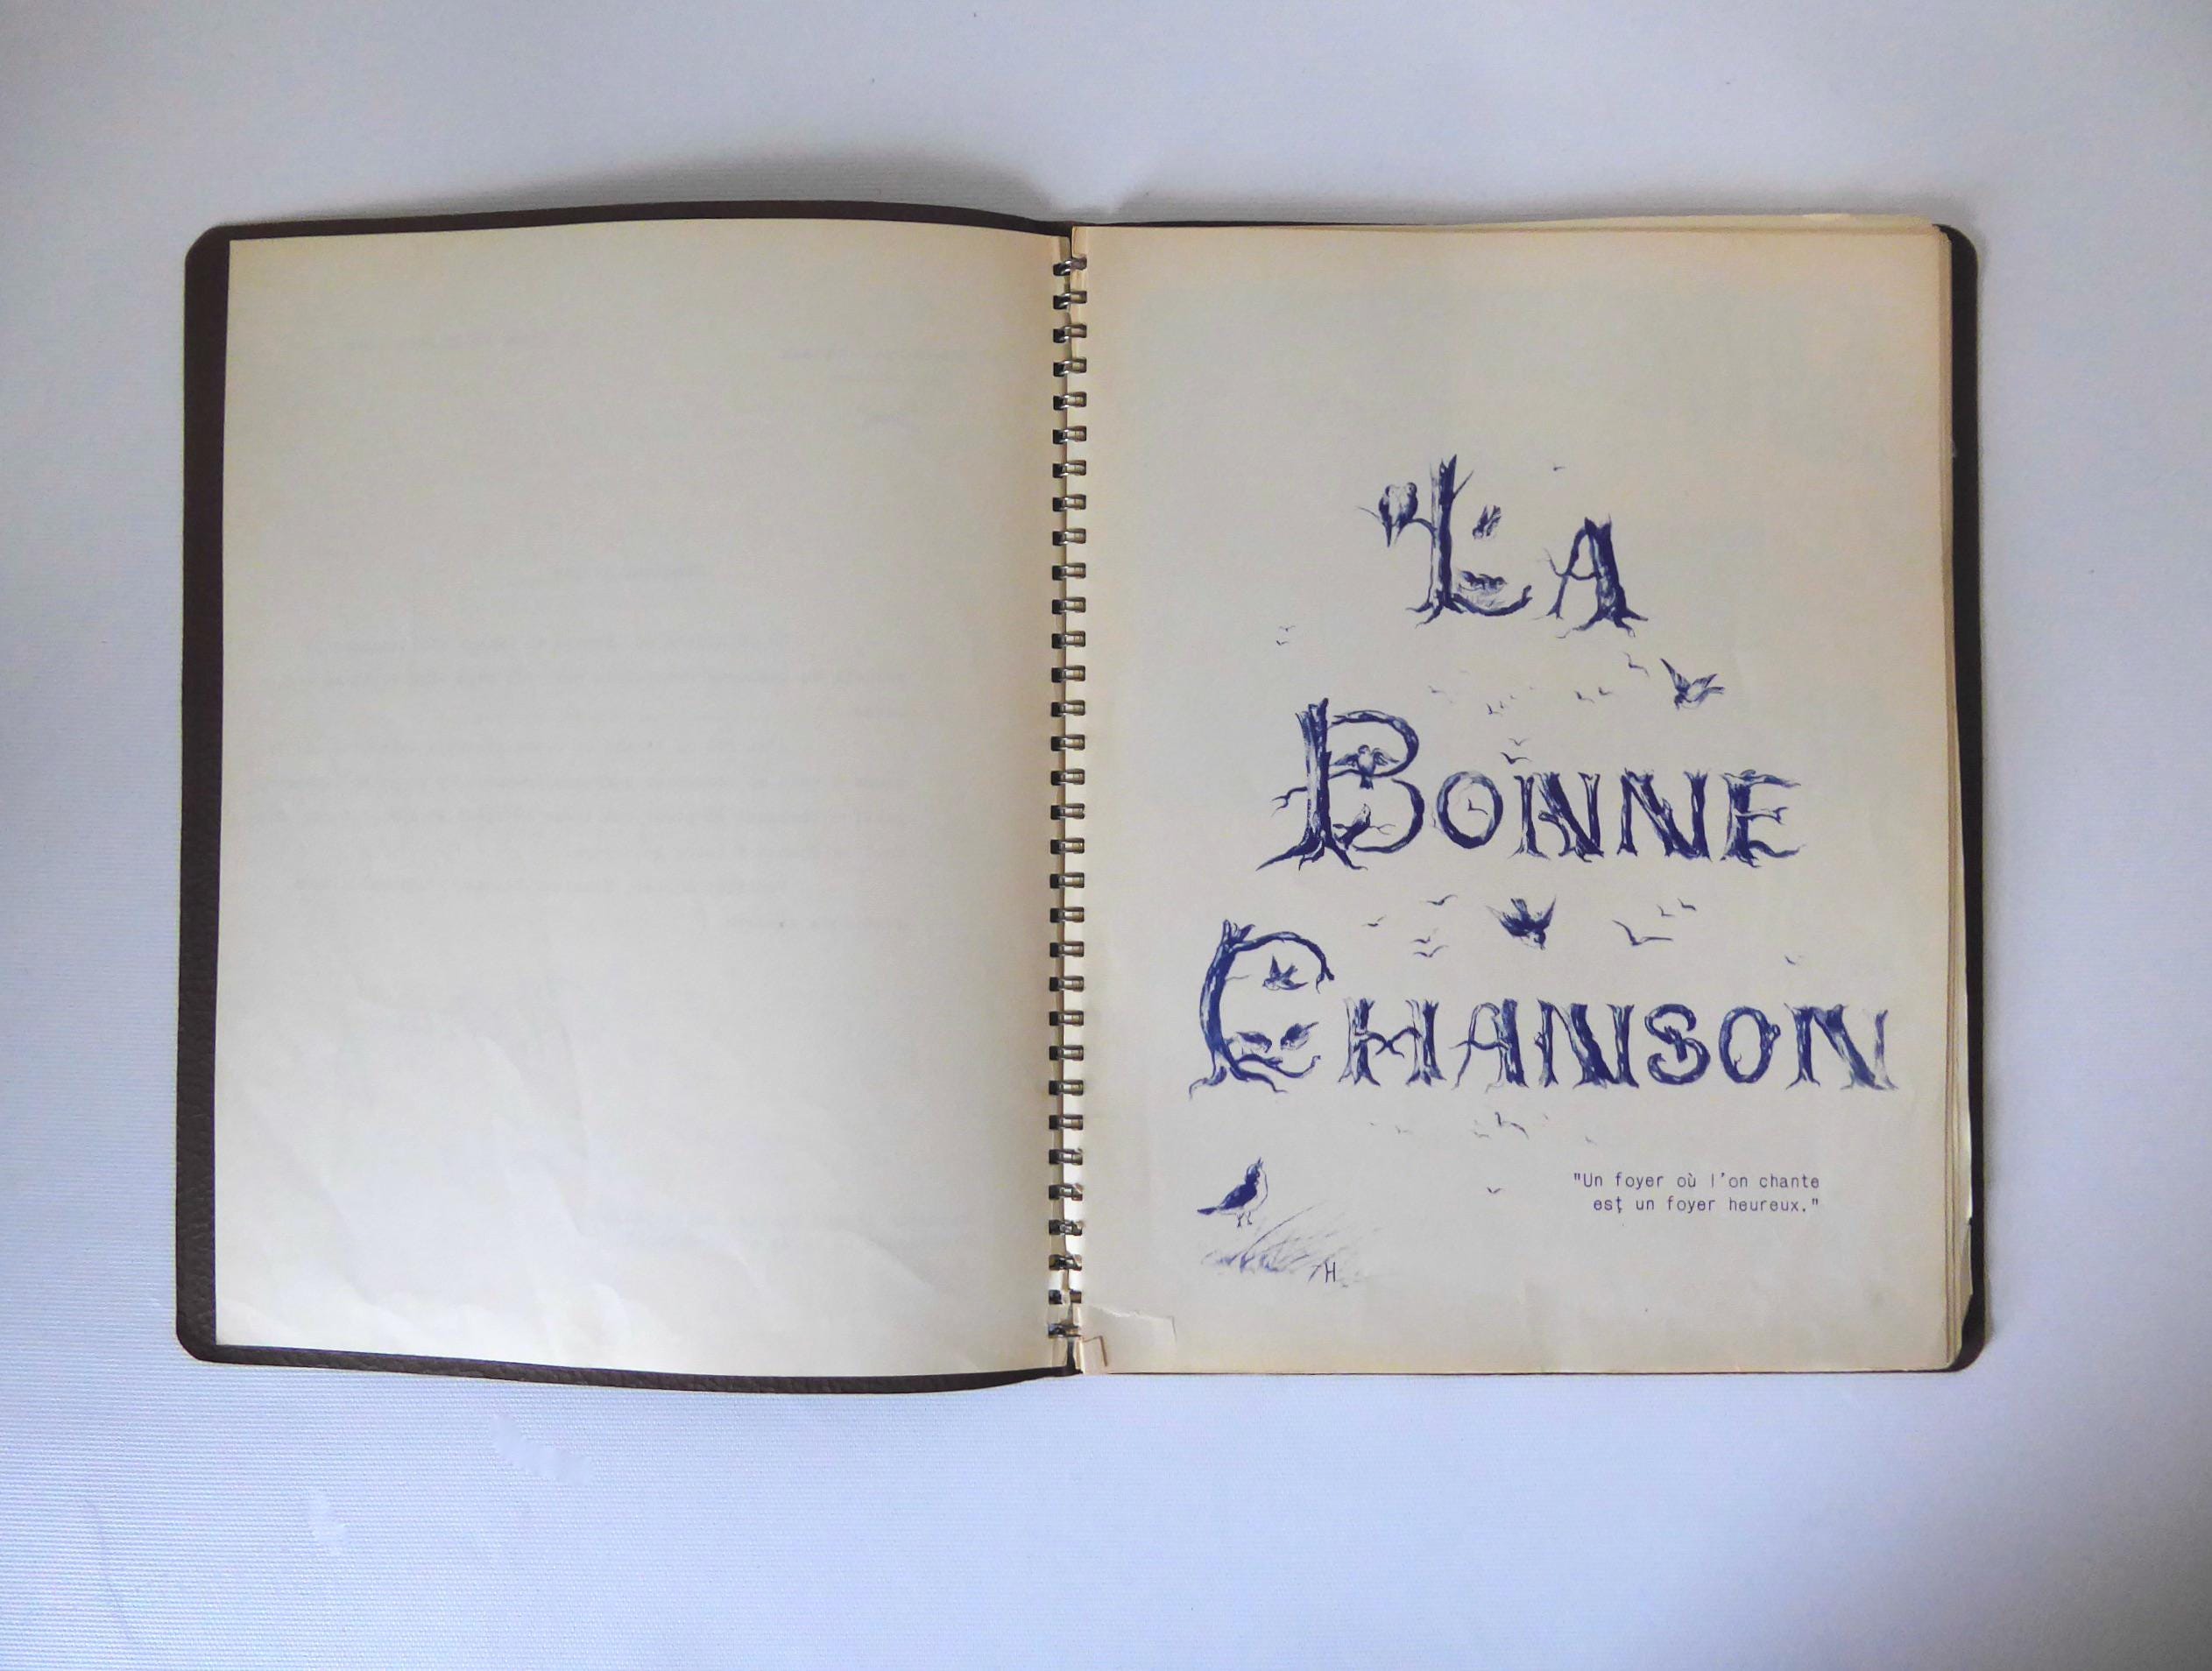 LA
BONNE
CHANSON
"Un foyer où l'on chante
est un foyer heureux."
H